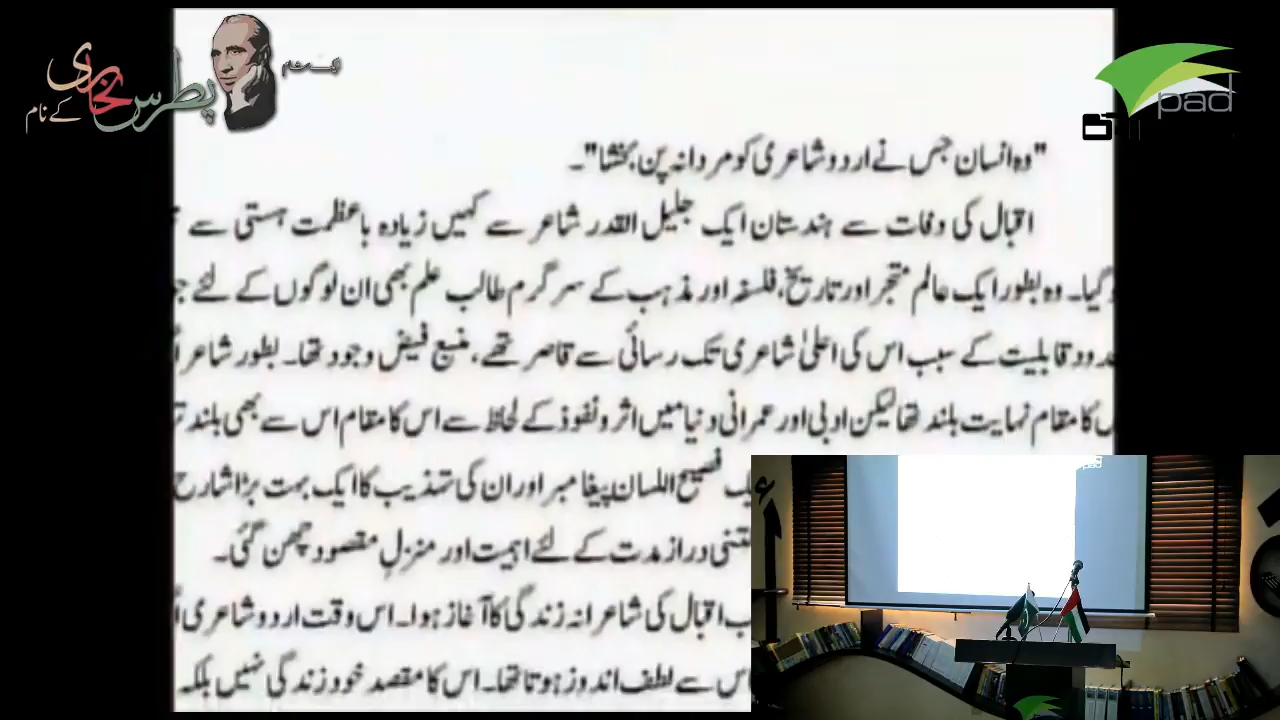 ایک شام
پطرس بخاری
کے نام
pad
"وہ انسان جس نے اردو شاعری کو مردانہ پن بخشا"۔
اقبال کی وفات سے ہندستان ایک جلیل القدر شاعر سے کہیں زیادہ باعظمت ہستی سے
گیا۔ وہ بطور ایک عالم متبحر اور تاریخ، فلسفہ اور مذہب کے سرگرم طالب علم بھی ان لوگوں کے لئے
قابلیت کے سبب اس کی اعلیٰ شاعری تک رسائی سے قاصر تھے، منبع فیض وجود تھا۔ بطور شاعر
کا مقام نہایت بلند تھا لیکن ادبی اور عمرانی دنیا میں اثر و نفوذ کے لحاظ سے اس کا مقام اس سے بھی بلند
فصیح اللسان پیغامبر اور ان کی تہذیب کا ایک بہت بڑا شارح
دراز مدت کے لئے اہمیت اور منزلِ مقصود چھن گئی۔
اقبال کی شاعرانہ زندگی کا آغاز ہوا۔ اس وقت اردو شاعری
اس سے لطف اندوز ہوتا تھا۔ اس کا مقصد خود زندگی نہیں بلکہ